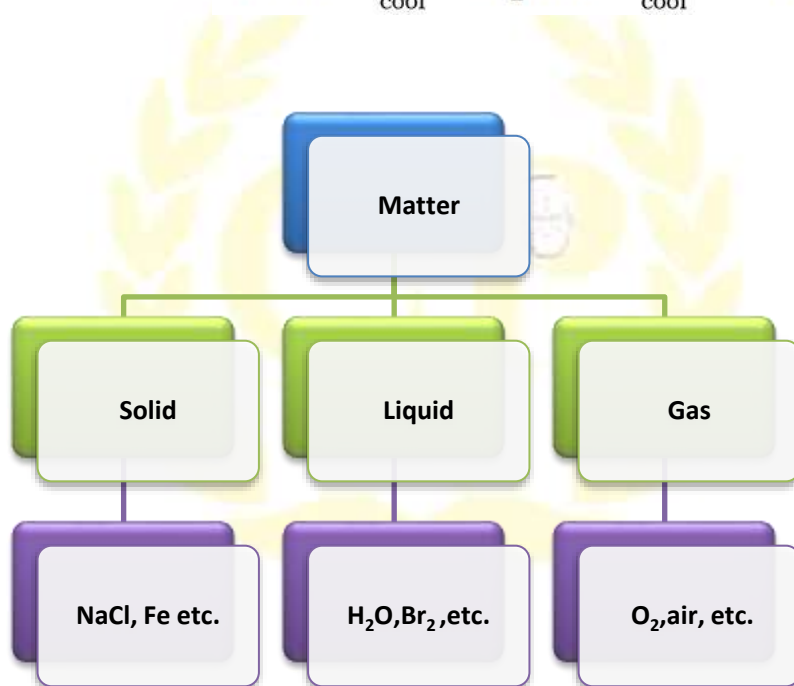 cool cool
Matter
Solid Liquid Gas
NaCl, Fe etc. H₂O,Br₂ ,etc. O₂,air, etc.